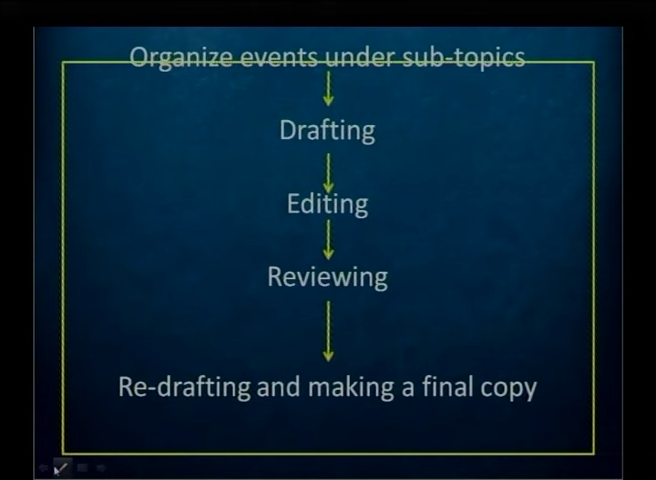 Organize events under sub-topics
Drafting
Editing
Reviewing
Re-drafting and making a final copy